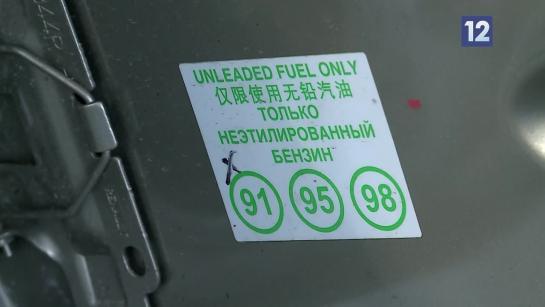 12
UNLEADED FUEL ONLY
仅限使用无铅汽油
ТОЛЬКО
НЕЭТИЛИРОВАННЫЙ
БЕНЗИН
91 95 98